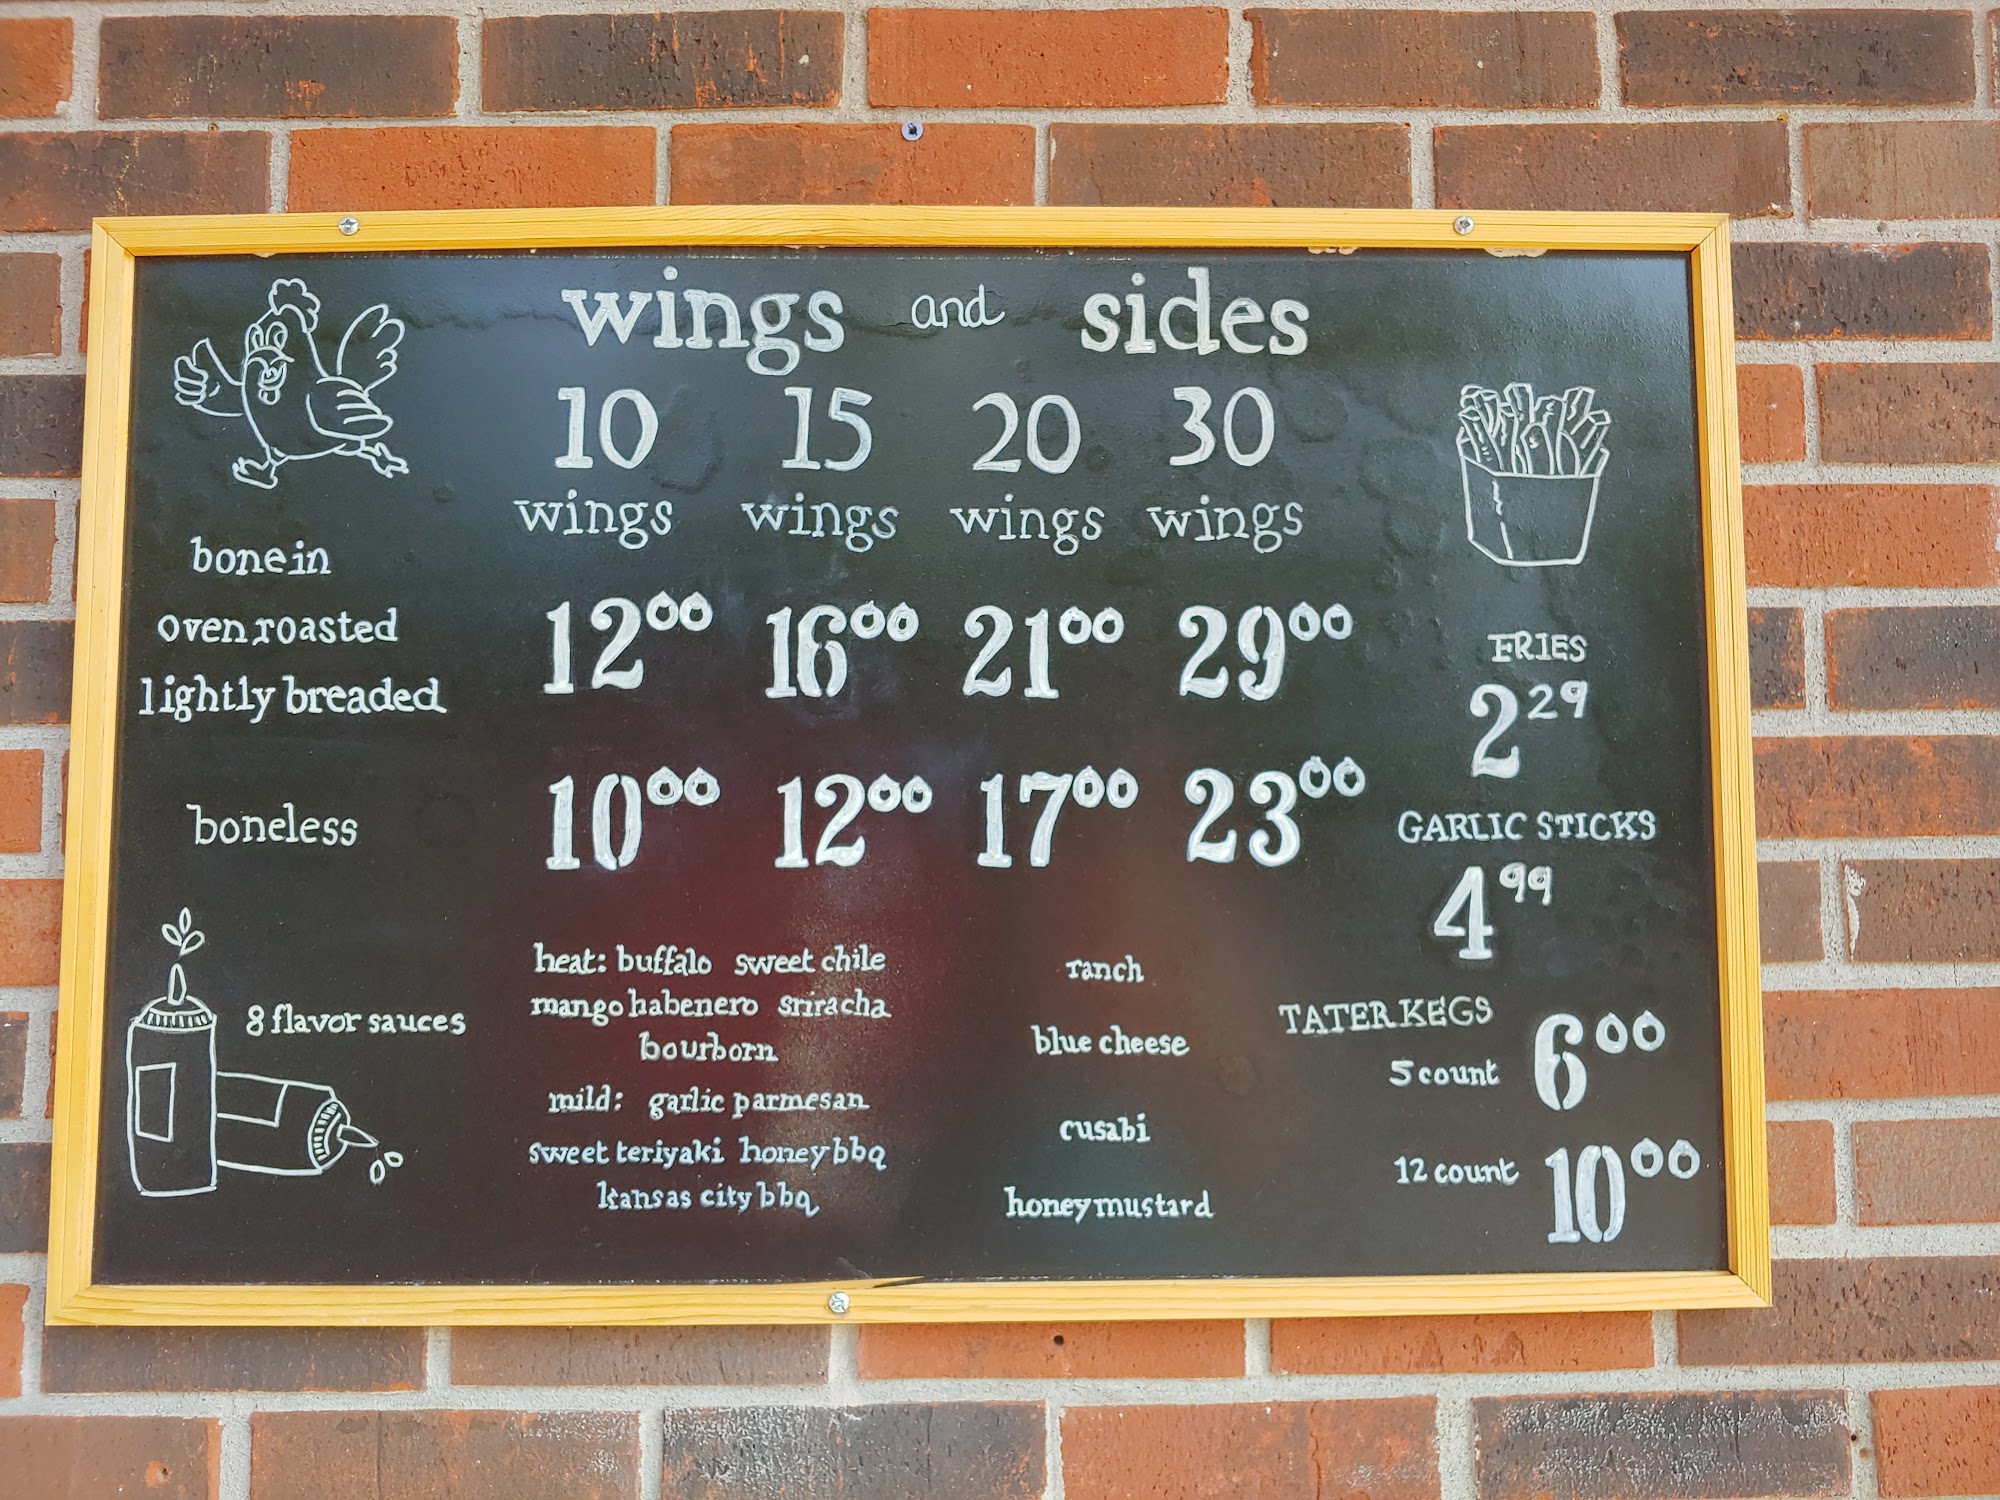 wings and sides
10 15 20 30
wings wings wings wings
bone in
oven roasted
lightly breaded
12⁰⁰ 16⁰⁰ 21⁰⁰ 29⁰⁰
boneless
10⁰⁰ 12⁰⁰ 17⁰⁰ 23⁰⁰
8 flavor sauces
heat: buffalo sweet chile
mango habenero sriracha
bourborn
mild: garlic parmesan
sweet teriyaki honey bbq
kansas city bbq
ranch
blue cheese
cusabi
honey mustard
FRIES
2²⁹
GARLIC STICKS
4⁹⁹
TATER KEGS
5 count 6⁰⁰
12 count 10⁰⁰